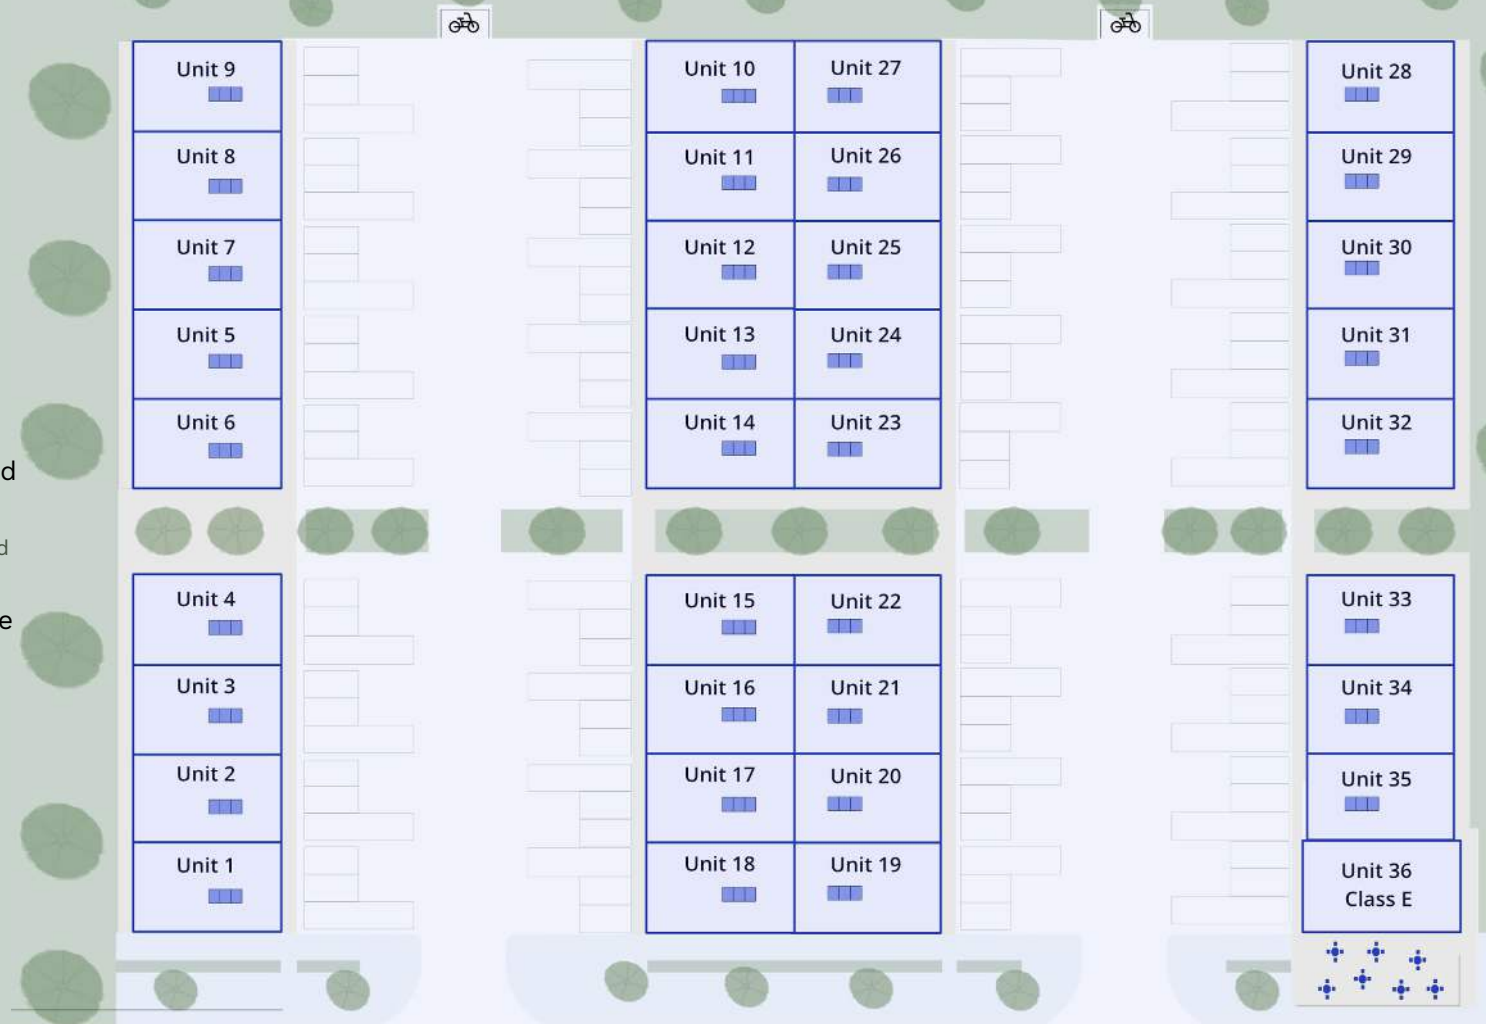 Unit 9
Unit 10
Unit 27
Unit 28
Unit 8
Unit 11
Unit 26
Unit 29
Unit 7
Unit 12
Unit 25
Unit 30
Unit 5
Unit 13
Unit 24
Unit 31
Unit 6
Unit 14
Unit 23
Unit 32
d
d
Unit 4
Unit 15
Unit 22
Unit 33
e
Unit 3
Unit 16
Unit 21
Unit 34
Unit 2
Unit 17
Unit 20
Unit 35
Unit 1
Unit 18
Unit 19
Unit 36
Class E